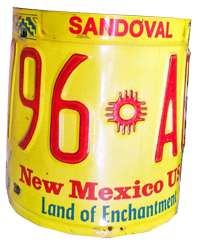 SANDOVAL
96 A
New Mexico US
Land of Enchantment